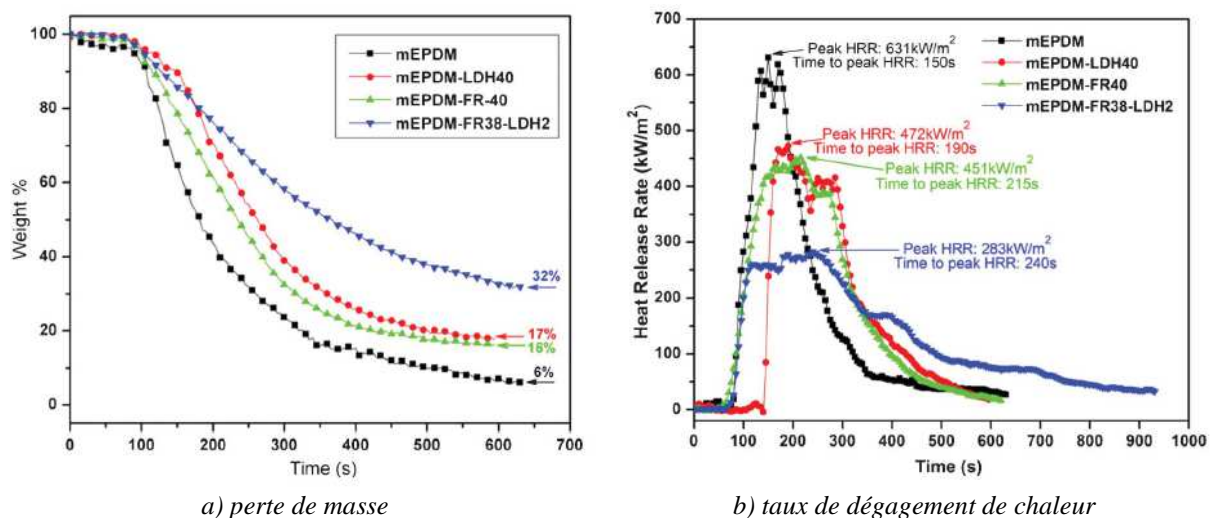 Weight %
100
80
60
40
20
0
0 100 200 300 400 500 600 700
Time (s)
mEPDM
mEPDM-LDH40
mEPDM-FR-40
mEPDM-FR38-LDH2
32%
17%
16%
6%
a) perte de masse
Heat Release Rate (kW/m²)
700
600
500
400
300
200
100
0
0 100 200 300 400 500 600 700 800 900 1000
Time (s)
mEPDM
mEPDM-LDH40
mEPDM-FR40
mEPDM-FR38-LDH2
Peak HRR: 631kW/m²
Time to peak HRR: 150s
Peak HRR: 472kW/m²
Time to peak HRR: 190s
Peak HRR: 451kW/m²
Time to peak HRR: 215s
Peak HRR: 283kW/m²
Time to peak HRR: 240s
b) taux de dégagement de chaleur